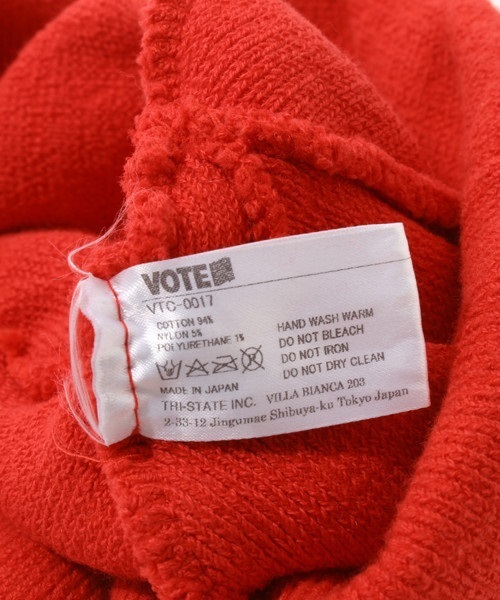 VOTE
VTC-0017
COTTON 94%
NYLON 5%
POLYURETHANE 1%
HAND WASH WARM
DO NOT BLEACH
DO NOT IRON
DO NOT DRY CLEAN
MADE IN JAPAN
TRI-STATE INC. VILLA BIANCA 203
2-33-12 Jingumae Shibuya-ku Tokyo Japan